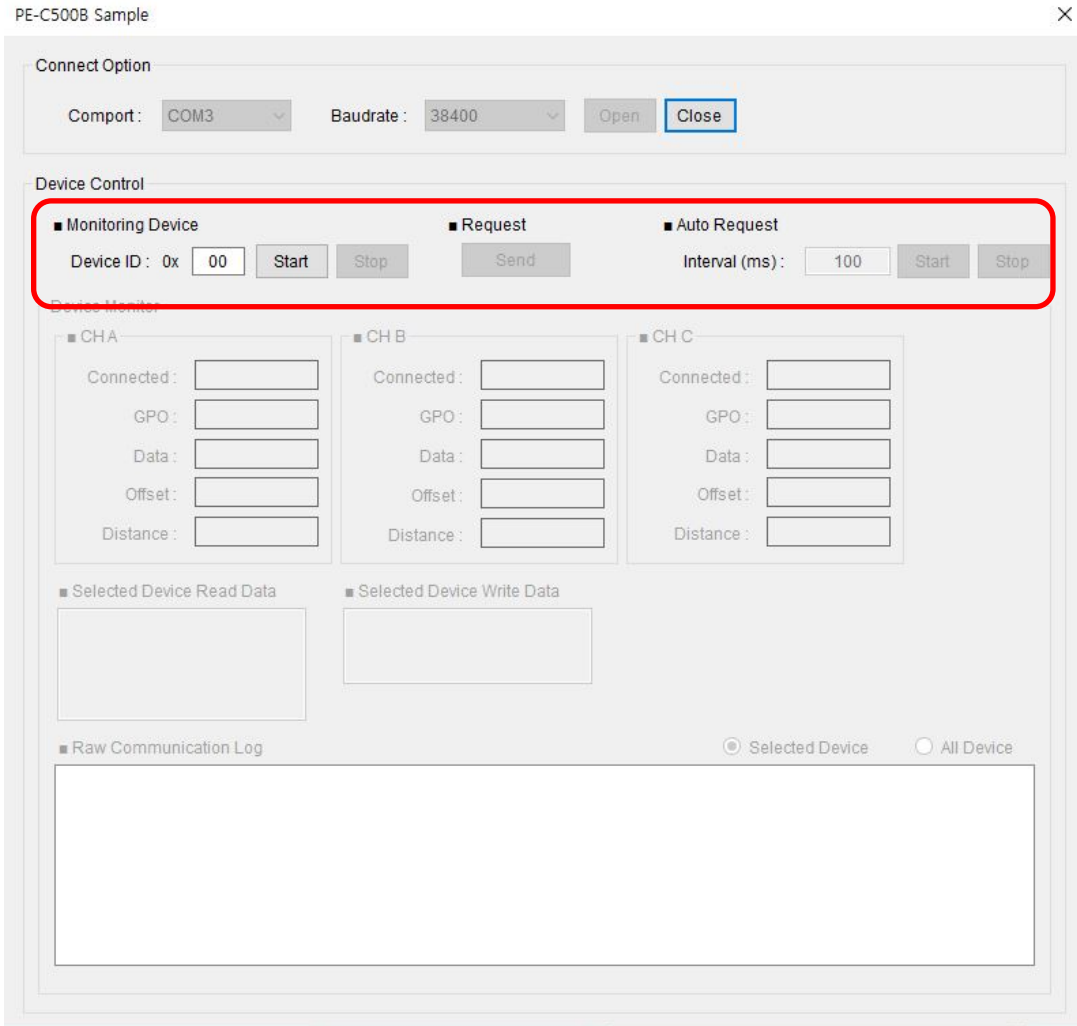 PE-C500B Sample
Connect Option
Comport : COM3 Baudrate : 38400 Open Close
Device Control
■ Monitoring Device ■ Request ■ Auto Request
Device ID : 0x 00 Start Stop Send Interval (ms) : 100 Start Stop
Device Monitor
■ CH A ■ CH B ■ CH C
Connected : Connected : Connected :
GPO : GPO : GPO :
Data : Data : Data :
Offset : Offset : Offset :
Distance : Distance : Distance :
■ Selected Device Read Data ■ Selected Device Write Data
■ Raw Communication Log Selected Device All Device